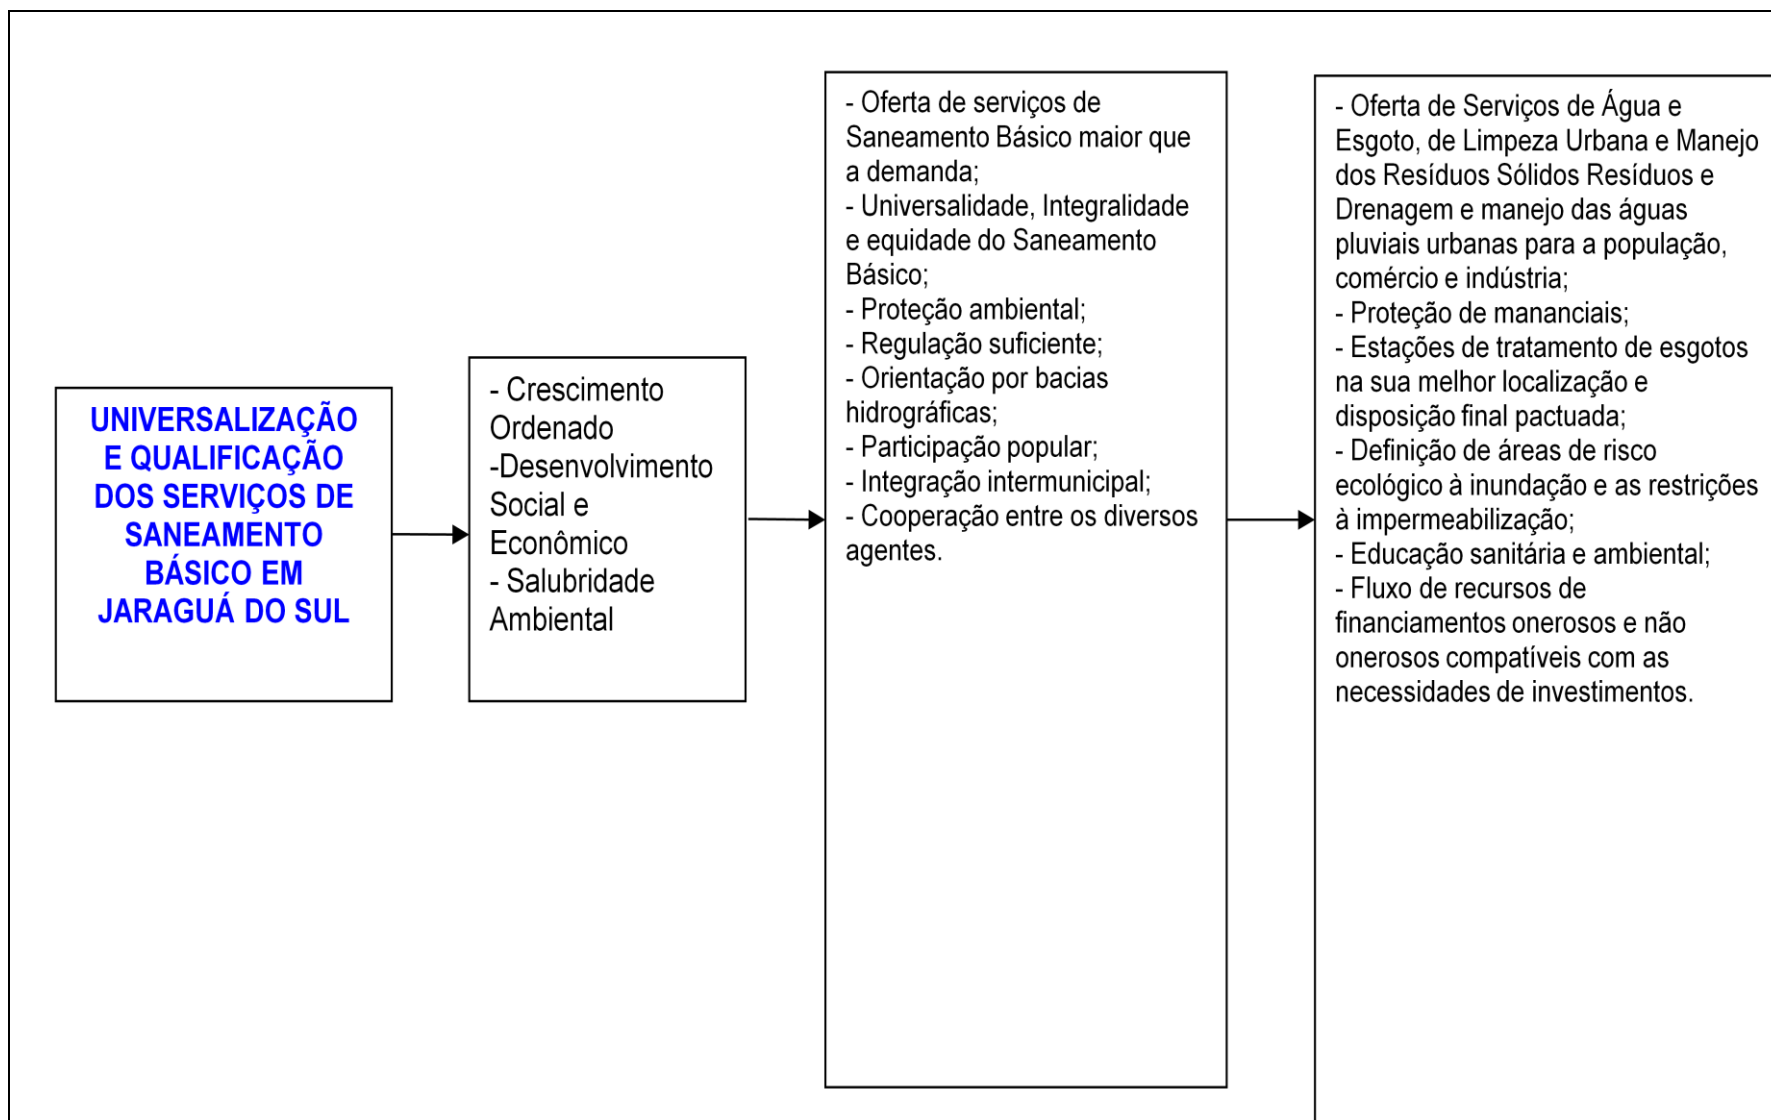 UNIVERSALIZAÇÃO
E QUALIFICAÇÃO
DOS SERVIÇOS DE
SANEAMENTO
BÁSICO EM
JARAGUÁ DO SUL
- Crescimento
Ordenado
-Desenvolvimento
Social e
Econômico
- Salubridade
Ambiental
- Oferta de serviços de
Saneamento Básico maior que
a demanda;
- Universalidade, Integralidade
e equidade do Saneamento
Básico;
- Proteção ambiental;
- Regulação suficiente;
- Orientação por bacias
hidrográficas;
- Participação popular;
- Integração intermunicipal;
- Cooperação entre os diversos
agentes.
- Oferta de Serviços de Água e
Esgoto, de Limpeza Urbana e Manejo
dos Resíduos Sólidos Resíduos e
Drenagem e manejo das águas
pluviais urbanas para a população,
comércio e indústria;
- Proteção de mananciais;
- Estações de tratamento de esgotos
na sua melhor localização e
disposição final pactuada;
- Definição de áreas de risco
ecológico à inundação e as restrições
à impermeabilização;
- Educação sanitária e ambiental;
- Fluxo de recursos de
financiamentos onerosos e não
onerosos compatíveis com as
necessidades de investimentos.